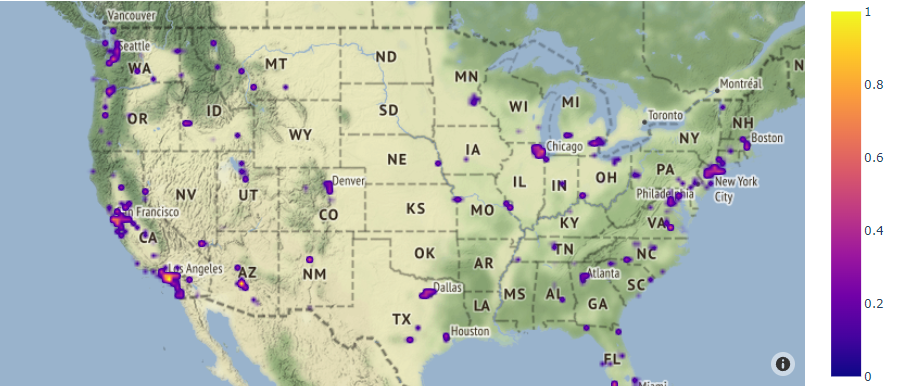 Vancouver
Seattle
WA
MT
ND
MN
Montréal
OR
ID
SD
WI
MI
Toronto
NH
NY
Boston
WY
IA
Chicago
NE
PA
NV
UT
Denver
IL
IN
OH
New York
City
CO
KS
MO
Philadelphia
n Francisco
KY
VA
CA
OK
TN
NC
Los Angeles
AZ
NM
AR
Atlanta
SC
Dallas
MS
AL
GA
LA
TX
Houston
FL
Miami
N
i
1
0.8
0.6
0.4
0.2
0